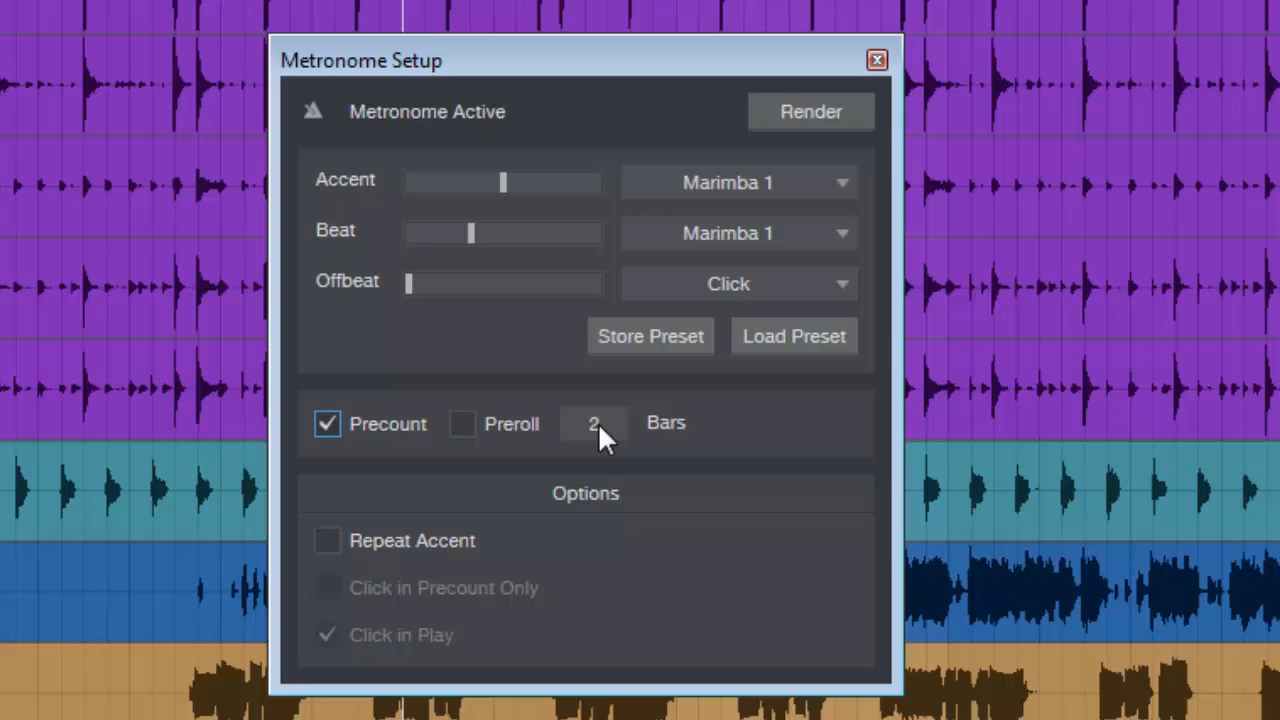 Metronome Setup
Metronome Active
Render
Accent
Marimba 1
Beat
Marimba 1
Offbeat
Click
Store Preset
Load Preset
Precount
Preroll
2
Bars
Options
Repeat Accent
Click in Precount Only
Click in Play